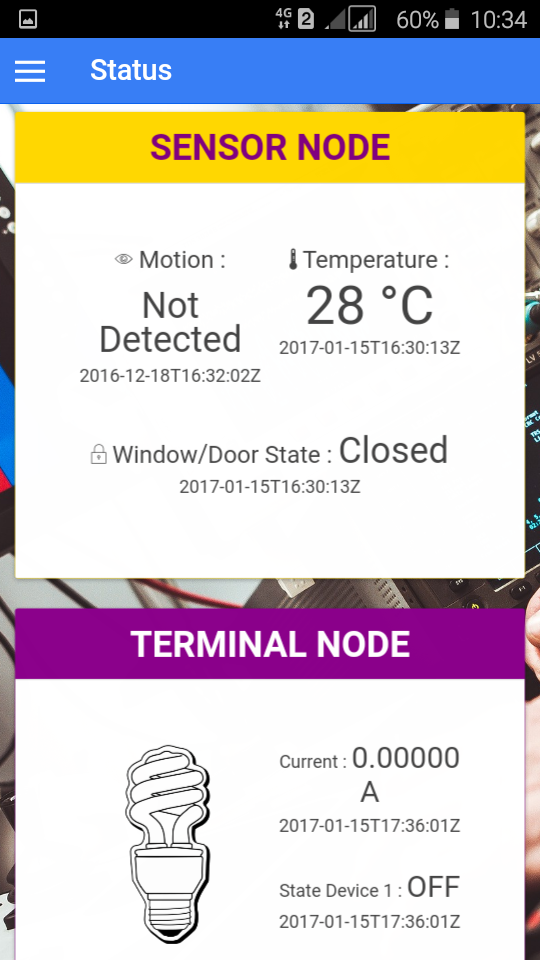 4G 2 60% 10:34
Status
SENSOR NODE
Motion :
Not
Detected
2016-12-18T16:32:02Z
Temperature :
28 °C
2017-01-15T16:30:13Z
Window/Door State : Closed
2017-01-15T16:30:13Z
TERMINAL NODE
Current : 0.00000
A
2017-01-15T17:36:01Z
State Device 1 : OFF
2017-01-15T17:36:01Z